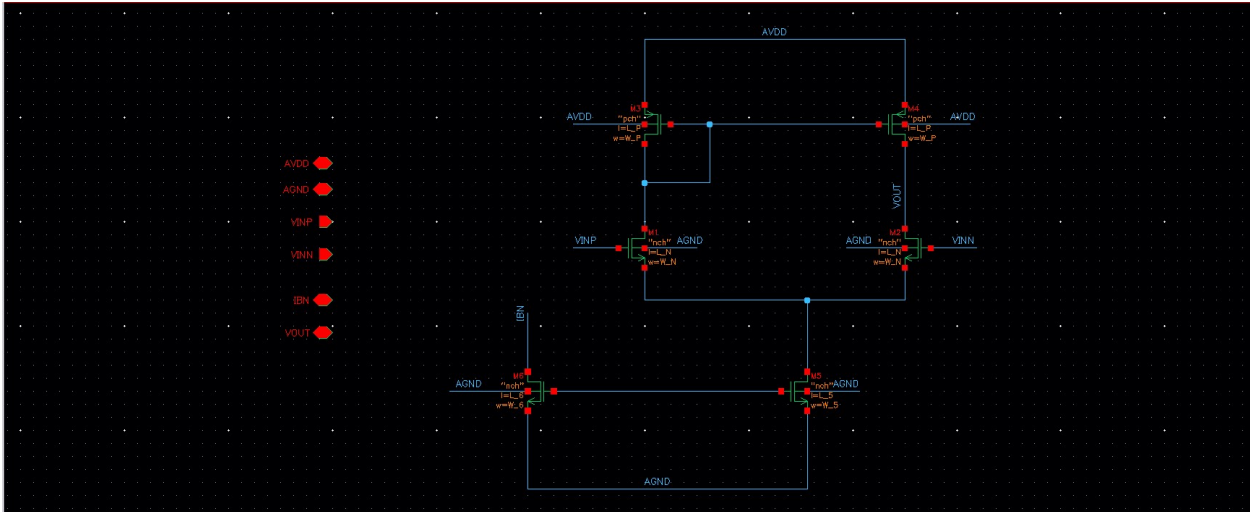 AVDD
M3
"pch"
l=L_P
w=W_P
AVDD
M4
"pch"
l=L_P
w=W_P
AVDD
AVDD
AGND
VINP
VINN
IBN
VOUT
VOUT
VINP
M1
"nch"
l=L_N
w=W_N
AGND
AGND
M2
"nch"
l=L_N
w=W_N
VINN
IBN
AGND
M6
"nch"
l=L_6
w=W_6
M5
"nch"
l=L_5
w=W_5
AGND
AGND